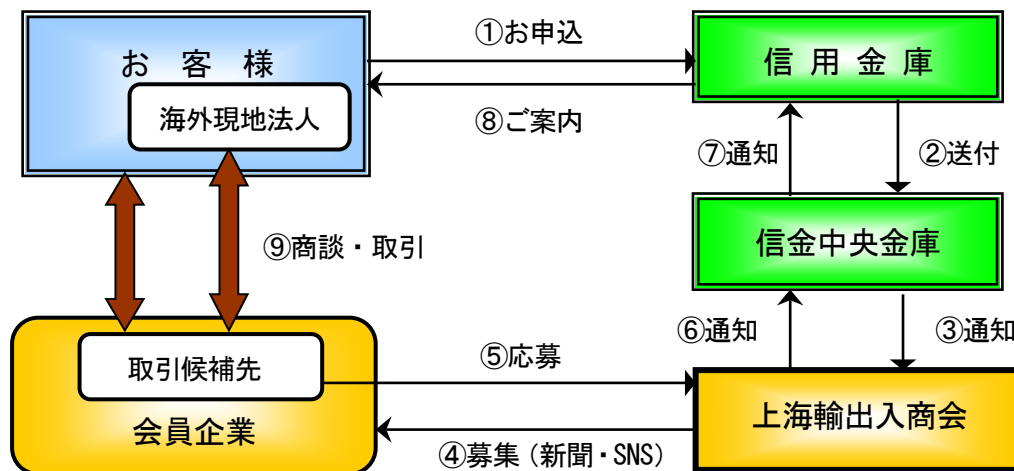 ①お申込
お客様
信用金庫
海外現地法人
⑧ご案内
⑦通知
②送付
⑨商談・取引
信金中央金庫
⑥通知
③通知
取引候補先
⑤応募
会員企業
上海輸出入商会
④募集（新聞・SNS）